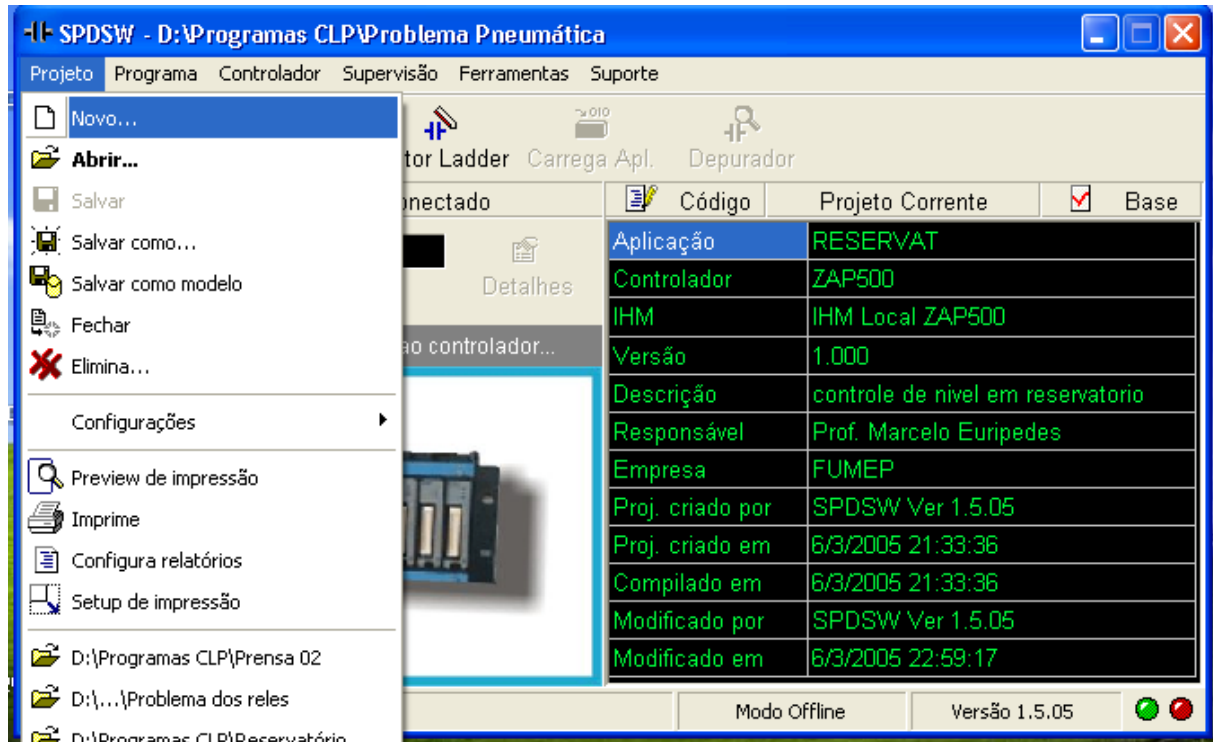 SPDSW - D:\Programas CLP\Problema Pneumática
Projeto Programa Controlador Supervisão Ferramentas Suporte
Novo...
Abrir...
Salvar
Salvar como...
Salvar como modelo
Fechar
Elimina...
Configurações
Preview de impressão
Imprime
Configura relatórios
Setup de impressão
D:\Programas CLP\Prensa 02
D:\...\Problema dos reles
D:\Programas CLP\Reservatório
tor Ladder Carrega Apl. Depurador
onectado
Detalhes
ao controlador...
Código Projeto Corrente Base
Aplicação RESERVAT
Controlador ZAP500
IHM IHM Local ZAP500
Versão 1.000
Descrição controle de nivel em reservatorio
Responsável Prof. Marcelo Euripedes
Empresa FUMEP
Proj. criado por SPDSW Ver 1.5.05
Proj. criado em 6/3/2005 21:33:36
Compilado em 6/3/2005 21:33:36
Modificado por SPDSW Ver 1.5.05
Modificado em 6/3/2005 22:59:17
Modo Offline Versão 1.5.05